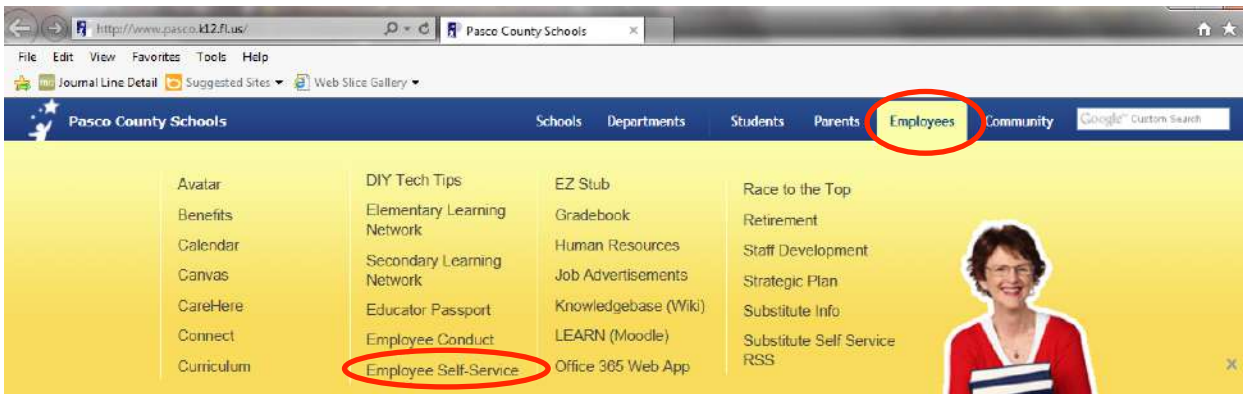 http://www.pasco.k12.fl.us/
Pasco County Schools
File Edit View Favorites Tools Help
Journal Line Detail Suggested Sites Web Slice Gallery
Pasco County Schools Schools Departments Students Parents Employees Community Google™ Custom Search
Avatar
Benefits
Calendar
Canvas
CareHere
Connect
Curriculum
DIY Tech Tips
Elementary Learning
Network
Secondary Learning
Network
Educator Passport
Employee Conduct
Employee Self-Service
EZ Stub
Gradebook
Human Resources
Job Advertisements
Knowledgebase (Wiki)
LEARN (Moodle)
Office 365 Web App
Race to the Top
Retirement
Staff Development
Strategic Plan
Substitute Info
Substitute Self Service
RSS